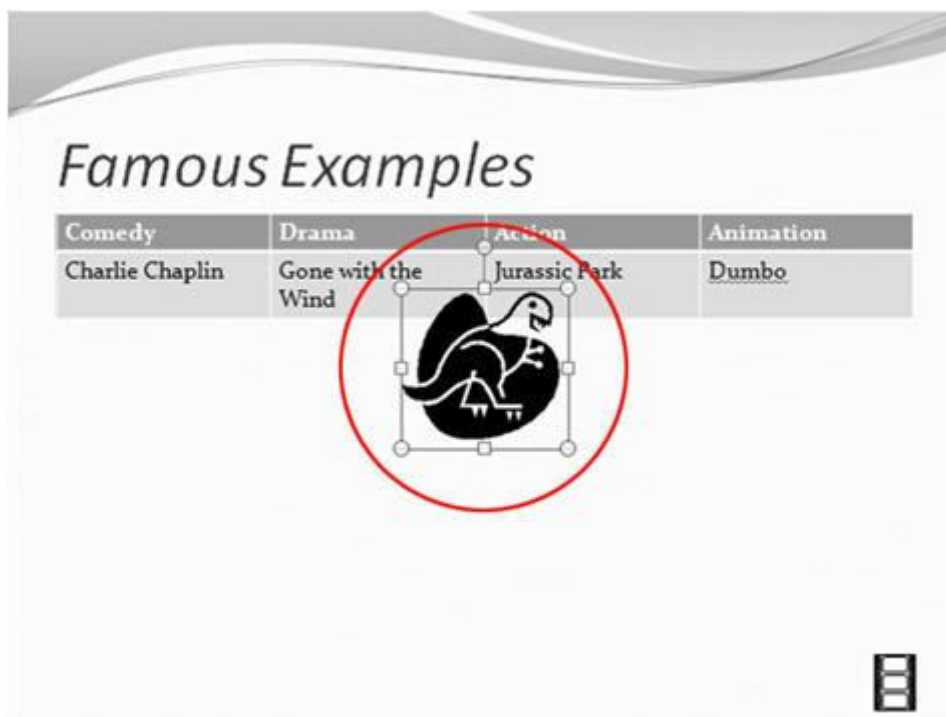 Famous Examples
Comedy Drama Action Animation
Charlie Chaplin Gone with the Jurassic Park Dumbo
Wind